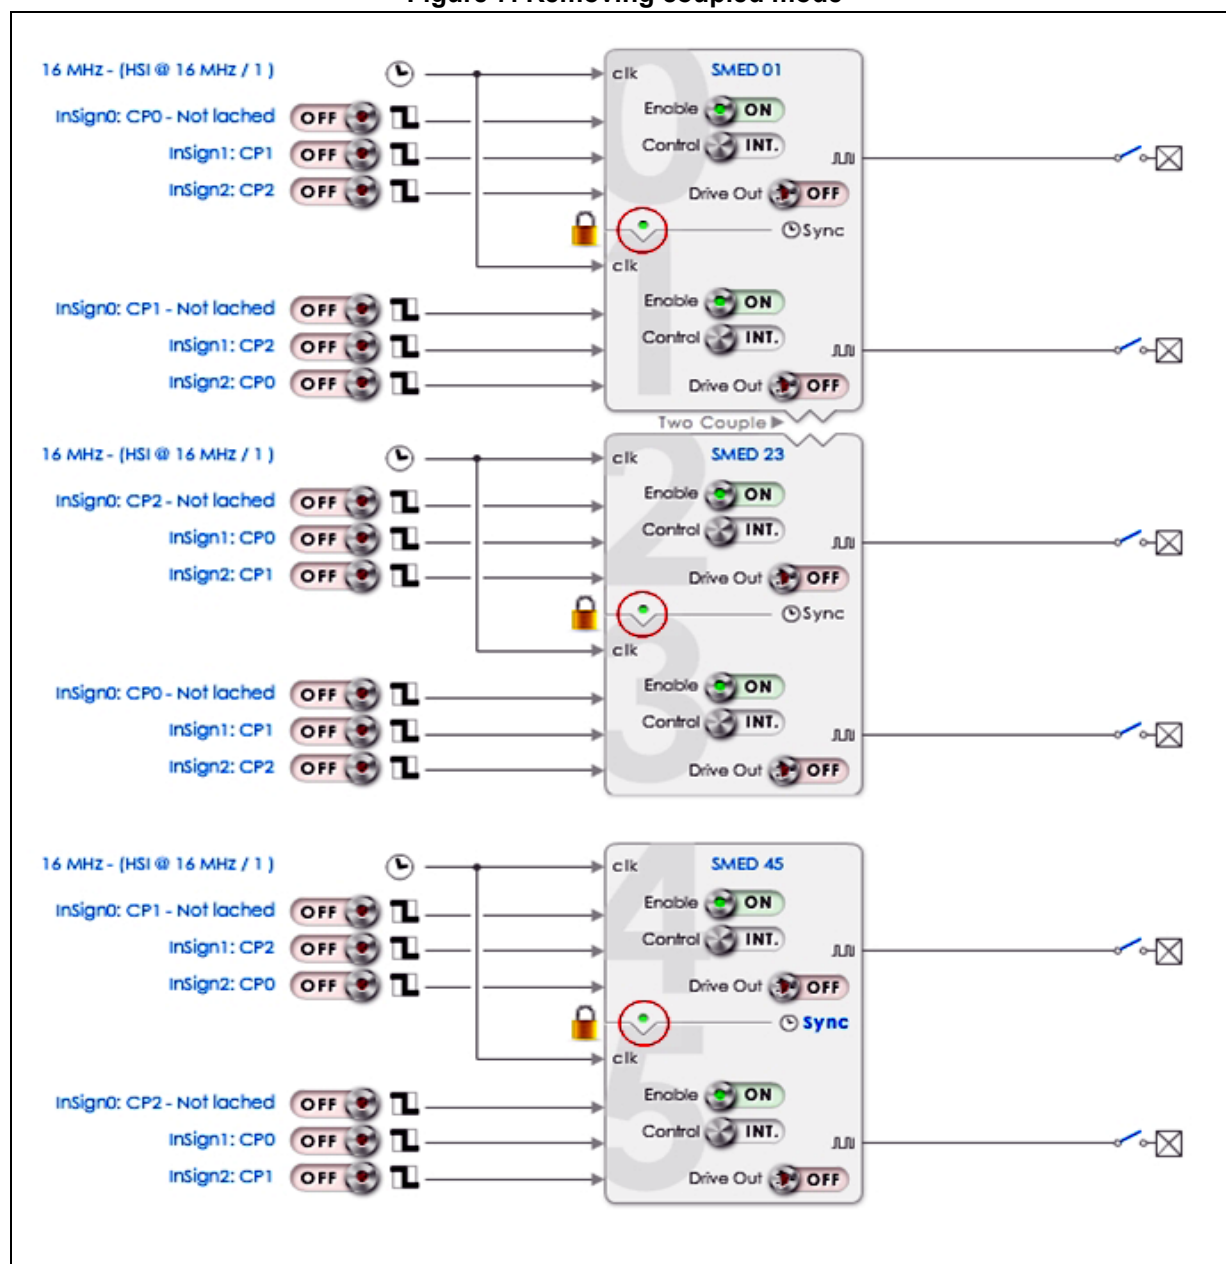 16 MHz - (HSI @ 16 MHz / 1 )
clk
SMED 01
InSign0: CP0 - Not lached
OFF
Enable
ON
InSign1: CP1
OFF
Control
INT.
InSign2: CP2
OFF
Drive Out
OFF
0
Sync
clk
InSign0: CP1 - Not lached
OFF
Enable
ON
InSign1: CP2
OFF
Control
INT.
InSign2: CP0
OFF
Drive Out
OFF
1
Two Couple
16 MHz - (HSI @ 16 MHz / 1 )
clk
SMED 23
InSign0: CP2 - Not lached
OFF
Enable
ON
InSign1: CP0
OFF
Control
INT.
InSign2: CP1
OFF
Drive Out
OFF
2
Sync
clk
InSign0: CP0 - Not lached
OFF
Enable
ON
InSign1: CP1
OFF
Control
INT.
InSign2: CP2
OFF
Drive Out
OFF
3
16 MHz - (HSI @ 16 MHz / 1 )
clk
SMED 45
InSign0: CP1 - Not lached
OFF
Enable
ON
InSign1: CP2
OFF
Control
INT.
InSign2: CP0
OFF
Drive Out
OFF
4
Sync
clk
InSign0: CP2 - Not lached
OFF
Enable
ON
InSign1: CP0
OFF
Control
INT.
InSign2: CP1
OFF
Drive Out
OFF
5